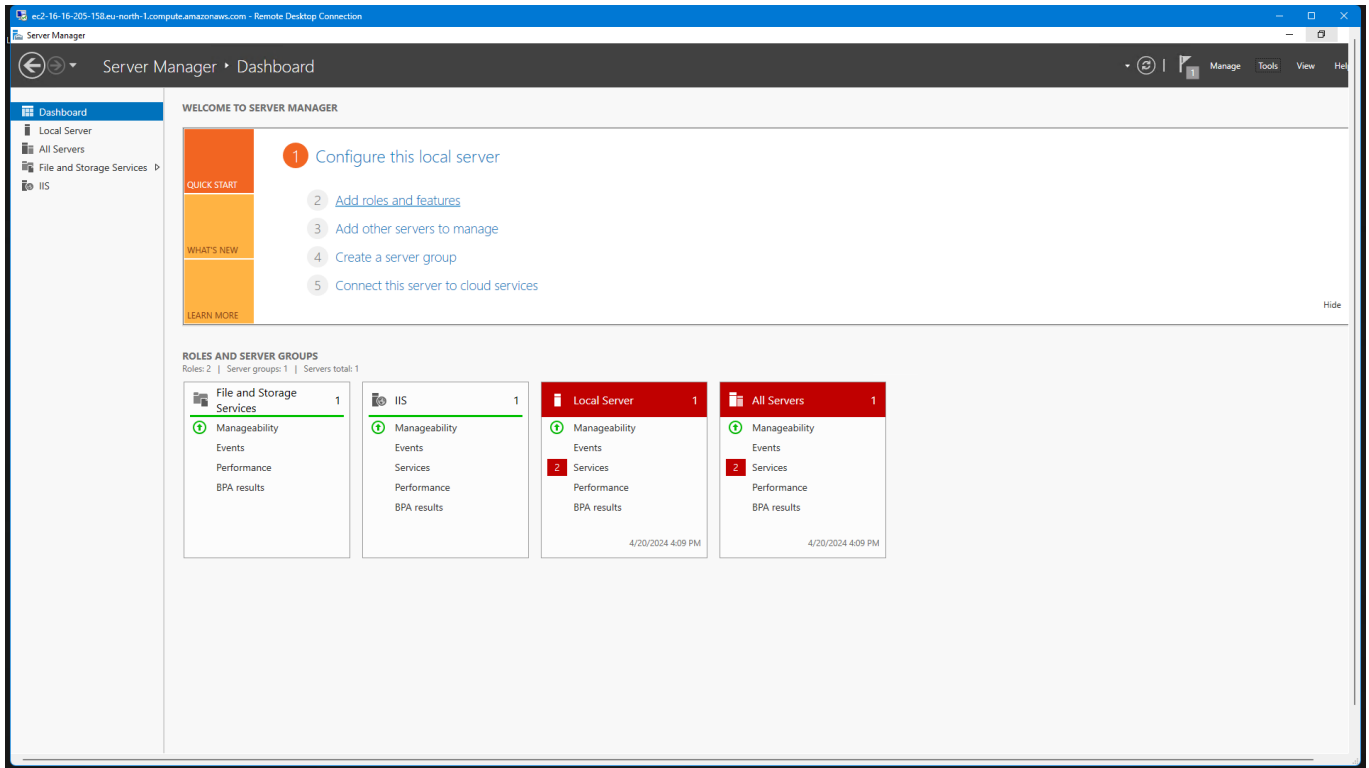 ec2-16-16-205-158.eu-north-1.compute.amazonaws.com - Remote Desktop Connection
Server Manager
Server Manager • Dashboard
1
Manage Tools View Hel
Dashboard
Local Server
All Servers
File and Storage Services
IIS
WELCOME TO SERVER MANAGER
QUICK START
WHAT'S NEW
LEARN MORE
1 Configure this local server
2 Add roles and features
3 Add other servers to manage
4 Create a server group
5 Connect this server to cloud services
Hide
ROLES AND SERVER GROUPS
Roles: 2 | Server groups: 1 | Servers total: 1
File and Storage Services 1
Manageability
Events
Performance
BPA results
IIS 1
Manageability
Events
Services
Performance
BPA results
Local Server 1
Manageability
Events
2 Services
Performance
BPA results
4/20/2024 4:09 PM
All Servers 1
Manageability
Events
2 Services
Performance
BPA results
4/20/2024 4:09 PM